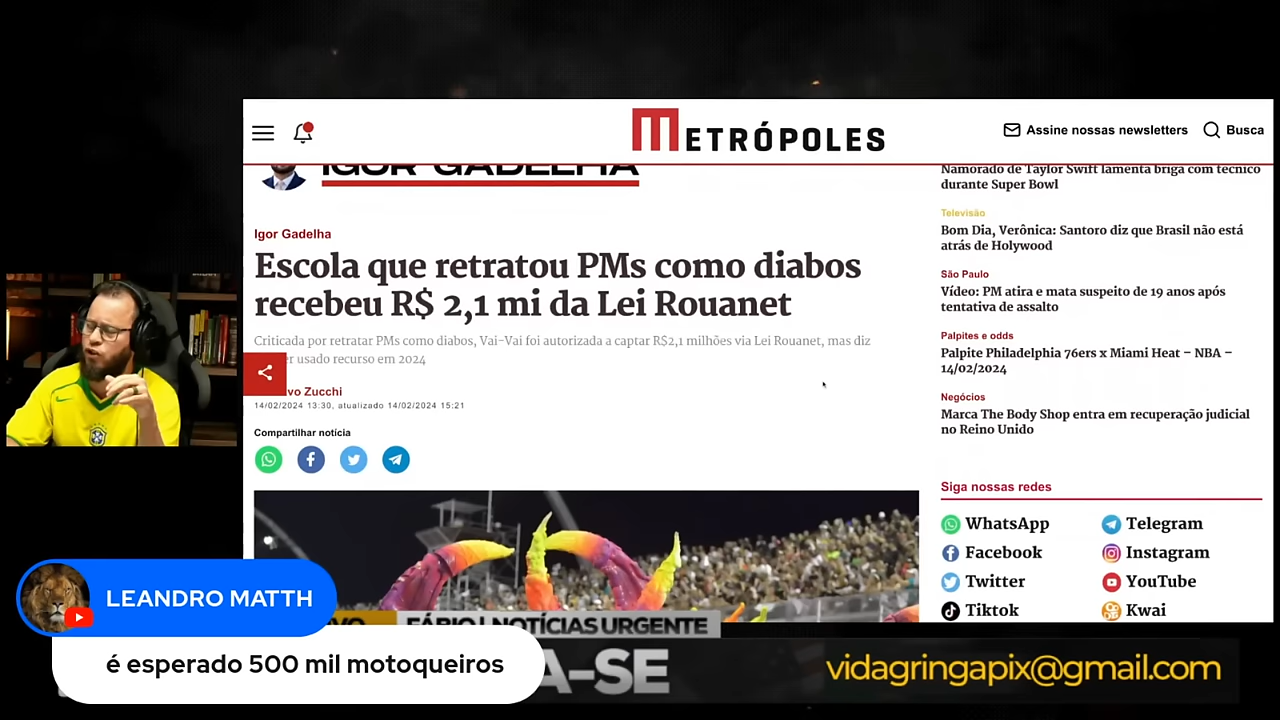 METRÓPOLES
Assine nossas newsletters
Busca
IGOR GADELHA
Igor Gadelha
Escola que retratou PMs como diabos
recebeu R$ 2,1 mi da Lei Rouanet
Criticada por retratar PMs como diabos, Vai-Vai foi autorizada a captar R$2,1 milhões via Lei Rouanet, mas diz
er usado recurso em 2024
vo Zucchi
14/02/2024 13:30, atualizado 14/02/2024 15:21
Compartilhar notícia
Namorado de Taylor Swift lamenta briga com técnico
durante Super Bowl
Televisão
Bom Dia, Verônica: Santoro diz que Brasil não está
atrás de Holywood
São Paulo
Vídeo: PM atira e mata suspeito de 19 anos após
tentativa de assalto
Palpites e odds
Palpite Philadelphia 76ers x Miami Heat – NBA –
14/02/2024
Negócios
Marca The Body Shop entra em recuperação judicial
no Reino Unido
Siga nossas redes
WhatsApp
Telegram
Facebook
Instagram
Twitter
YouTube
Tiktok
Kwai
LEANDRO MATTH
é esperado 500 mil motoqueiros
NOTÍCIAS URGENTE
A-SE
vidagringapix@gmail.com